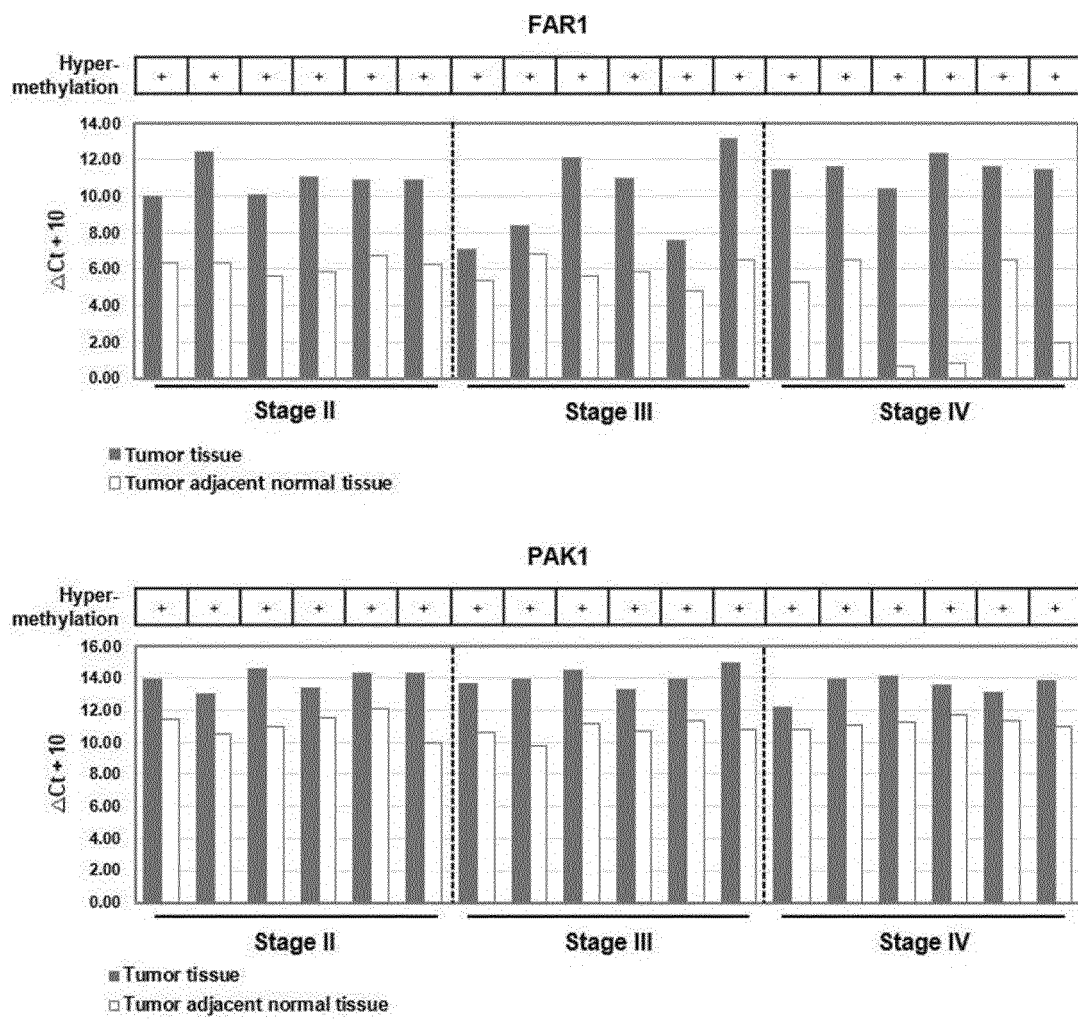 FAR1
Hyper-
methylation
+ + + + + + + + + + + + + + + + + +
14.00
12.00
10.00
8.00
6.00
4.00
2.00
0.00
△Ct + 10
Stage II Stage III Stage IV
Tumor tissue
Tumor adjacent normal tissue
PAK1
Hyper-
methylation
+ + + + + + + + + + + + + + + + + +
16.00
14.00
12.00
10.00
8.00
6.00
4.00
2.00
0.00
△Ct + 10
Stage II Stage III Stage IV
Tumor tissue
Tumor adjacent normal tissue